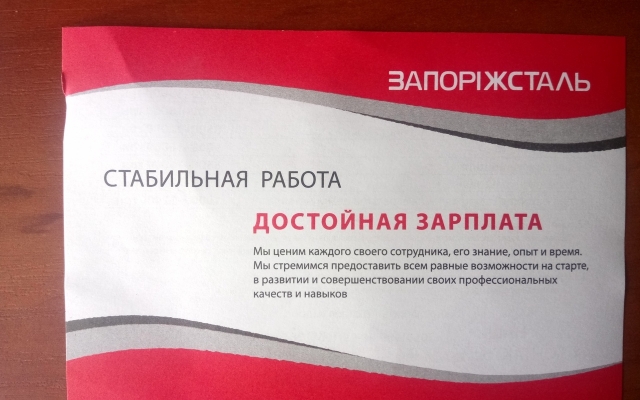 ЗАПОРІЖСТАЛЬ
СТАБИЛЬНАЯ РАБОТА
ДОСТОЙНАЯ ЗАРПЛАТА
Мы ценим каждого своего сотрудника, его знание, опыт и время.
Мы стремимся предоставить всем равные возможности на старте,
в развитии и совершенствовании своих профессиональных
качеств и навыков